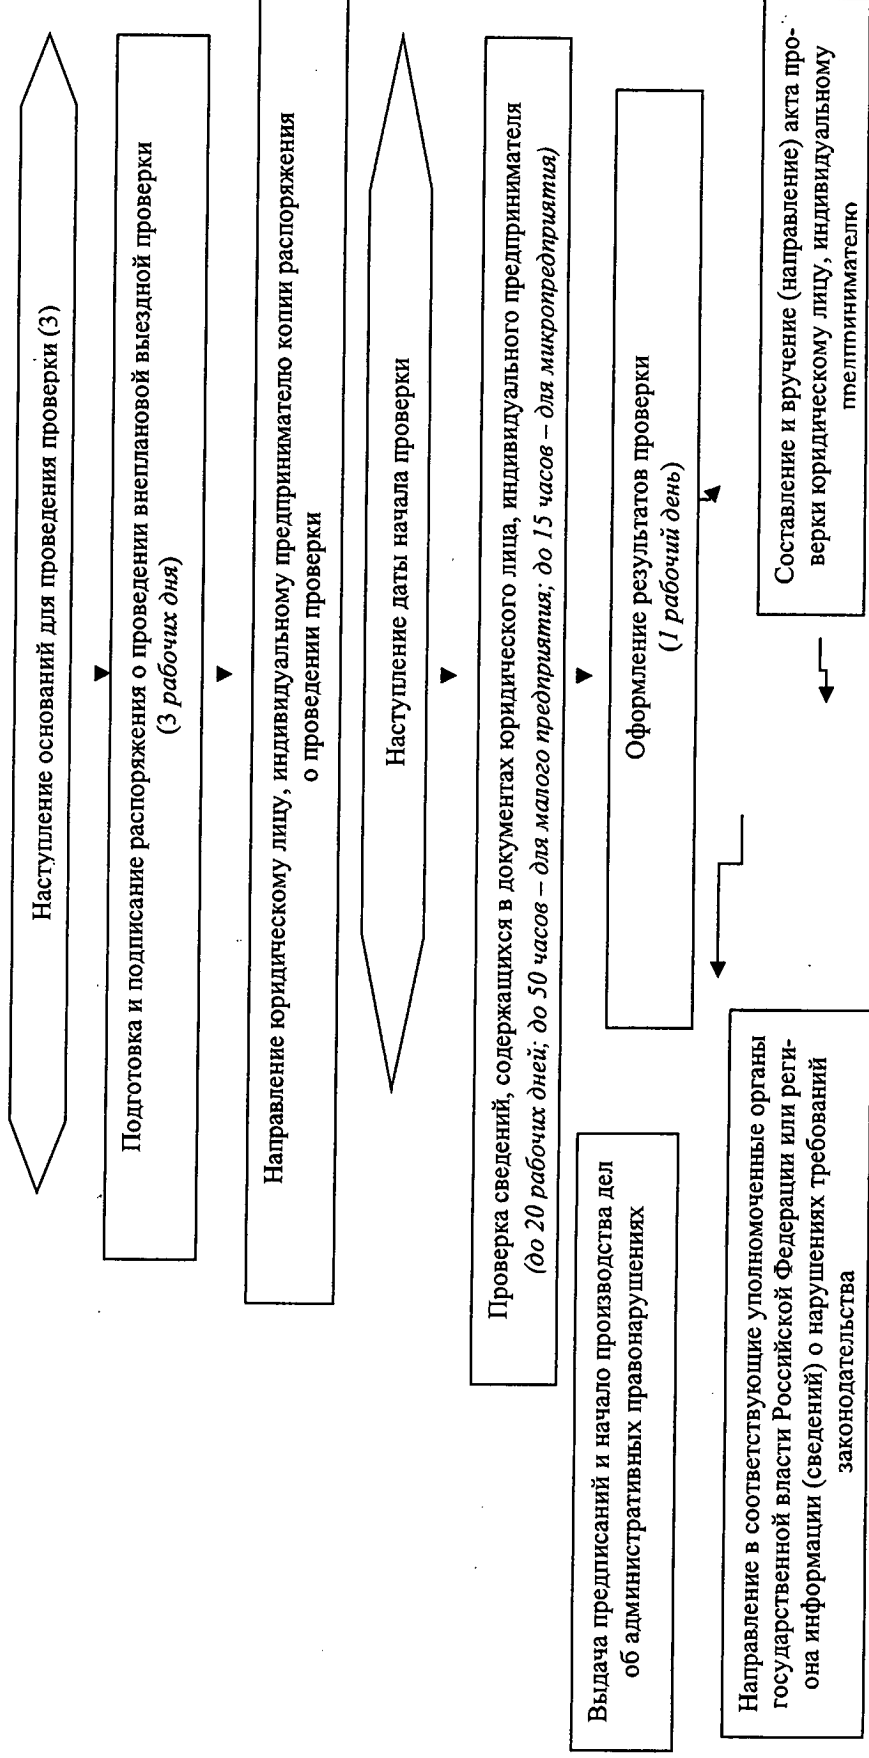 Наступление оснований для проведения проверки (3)
Подготовка и подписание распоряжения о проведении внеплановой выездной проверки
(3 рабочих дня)
Направление юридическому лицу, индивидуальному предпринимателю копии распоряжения
о проведении проверки
Наступление даты начала проверки
Проверка сведений, содержащихся в документах юридического лица, индивидуального предпринимателя
(до 20 рабочих дней; до 50 часов – для малого предприятия; до 15 часов – для микропредприятия)
Оформление результатов проверки
(1 рабочий день)
Выдача предписаний и начало производства дел
об административных правонарушениях
Составление и вручение (направление) акта про-
верки юридическому лицу, индивидуальному
предпринимателю
Направление в соответствующие уполномоченные органы
государственной власти Российской Федерации или реги-
она информации (сведений) о нарушениях требований
законодательства